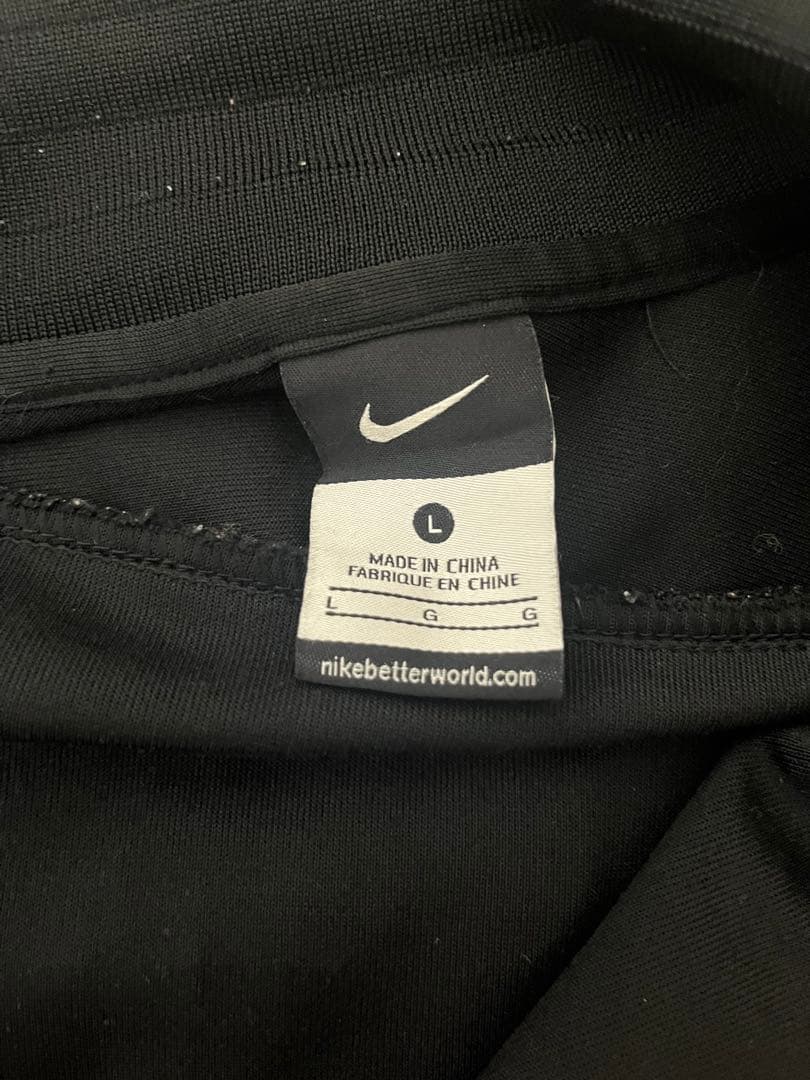 L
MADE IN CHINA
FABRIQUE EN CHINE
L G G
nikebetterworld.com